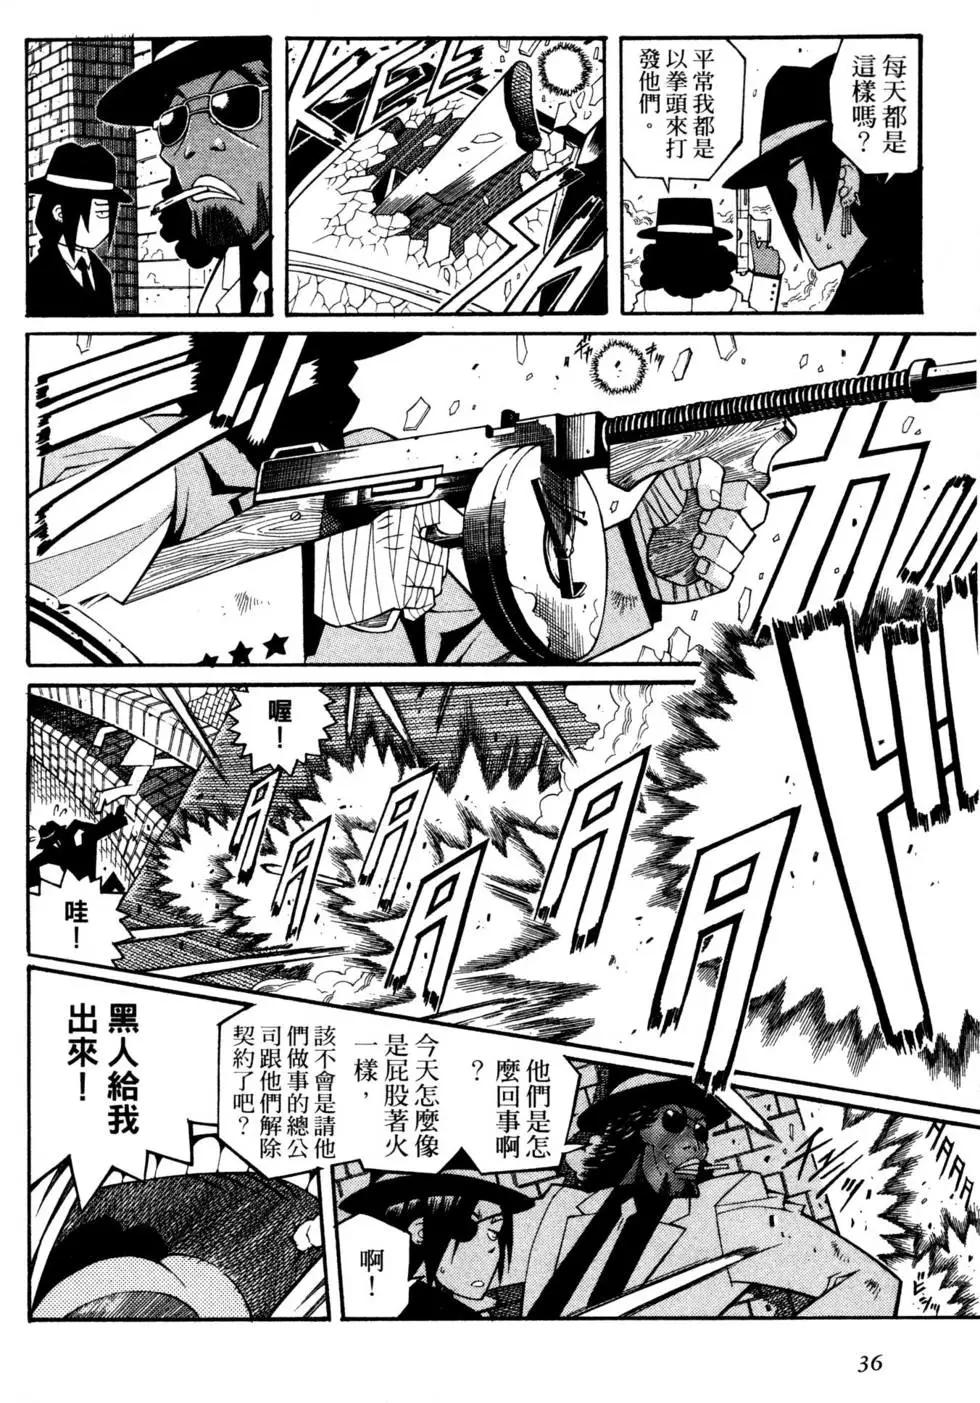 每天都是
這樣嗎？
平常我都是
以拳頭來打
發他們。
ガガガ
喔！
哇！
他們是怎
麼回事啊
？
今天怎麼像
是屁股著火
一樣，
該不會是請他
們做事的總公
司跟他們解除
契約了吧？
啊！
黑人給我
出來！
36